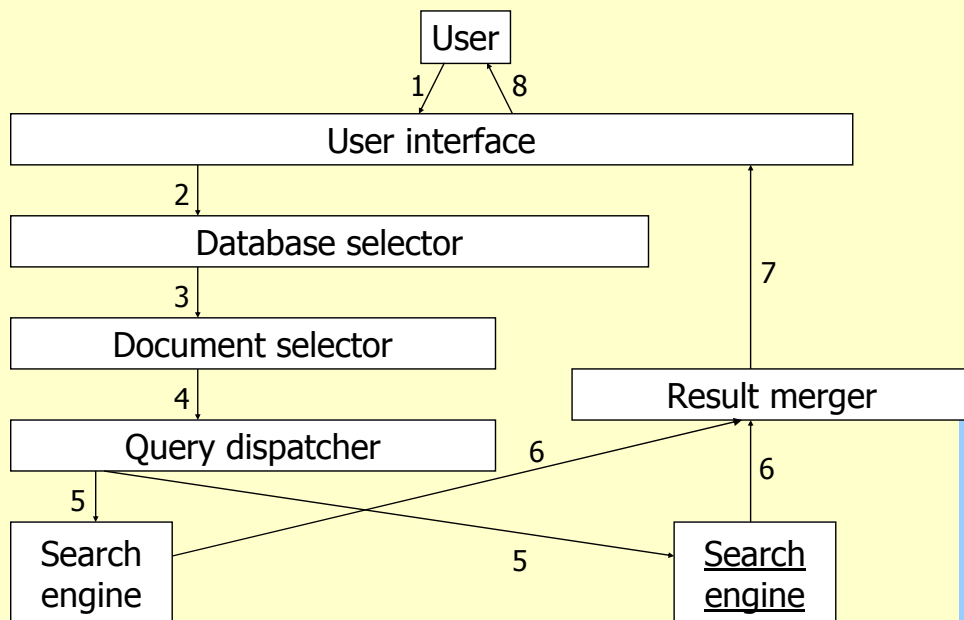 User
1
8
User interface
2
Database selector
3
7
Document selector
4
Result merger
Query dispatcher
6
6
5
5
Search
engine
Search
engine